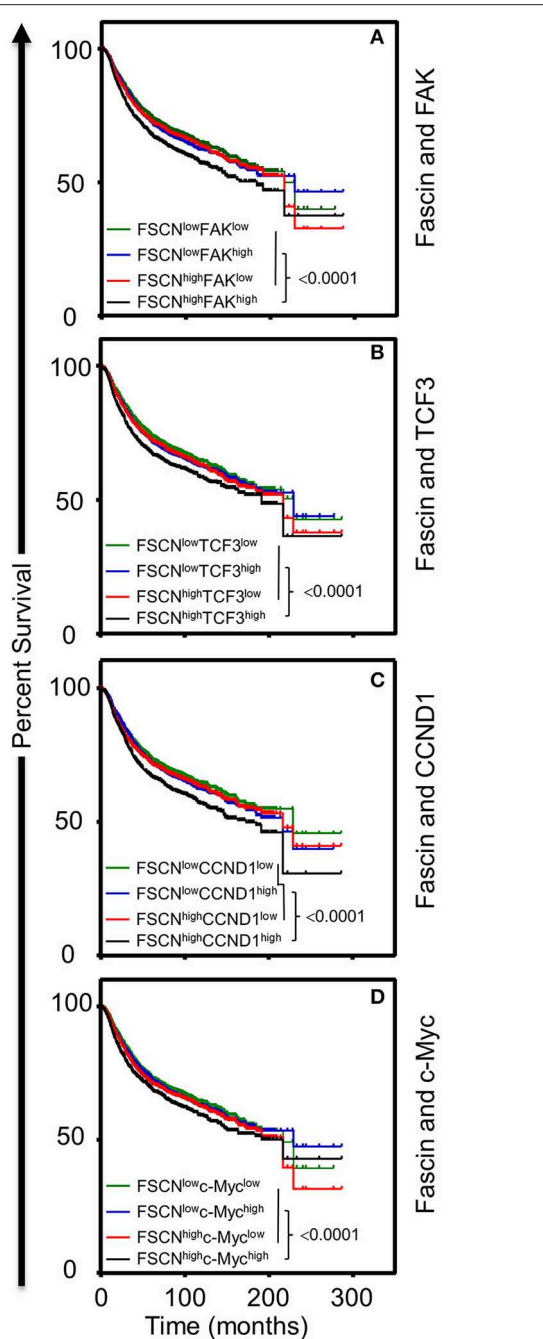 Percent Survival
A
100
50
0
FSCNlowFAKlow
FSCNlowFAKhigh
FSCNhighFAKlow
FSCNhighFAKhigh
<0.0001
Fascin and FAK
B
100
50
0
FSCNlowTCF3low
FSCNlowTCF3high
FSCNhighTCF3low
FSCNhighTCF3high
<0.0001
Fascin and TCF3
C
100
50
0
FSCNlowCCND1low
FSCNlowCCND1high
FSCNhighCCND1low
FSCNhighCCND1high
<0.0001
Fascin and CCND1
D
100
50
0
FSCNlowc-Myclow
FSCNlowc-Mychigh
FSCNhighc-Myclow
FSCNhighc-Mychigh
<0.0001
Fascin and c-Myc
0 100 200 300
Time (months)